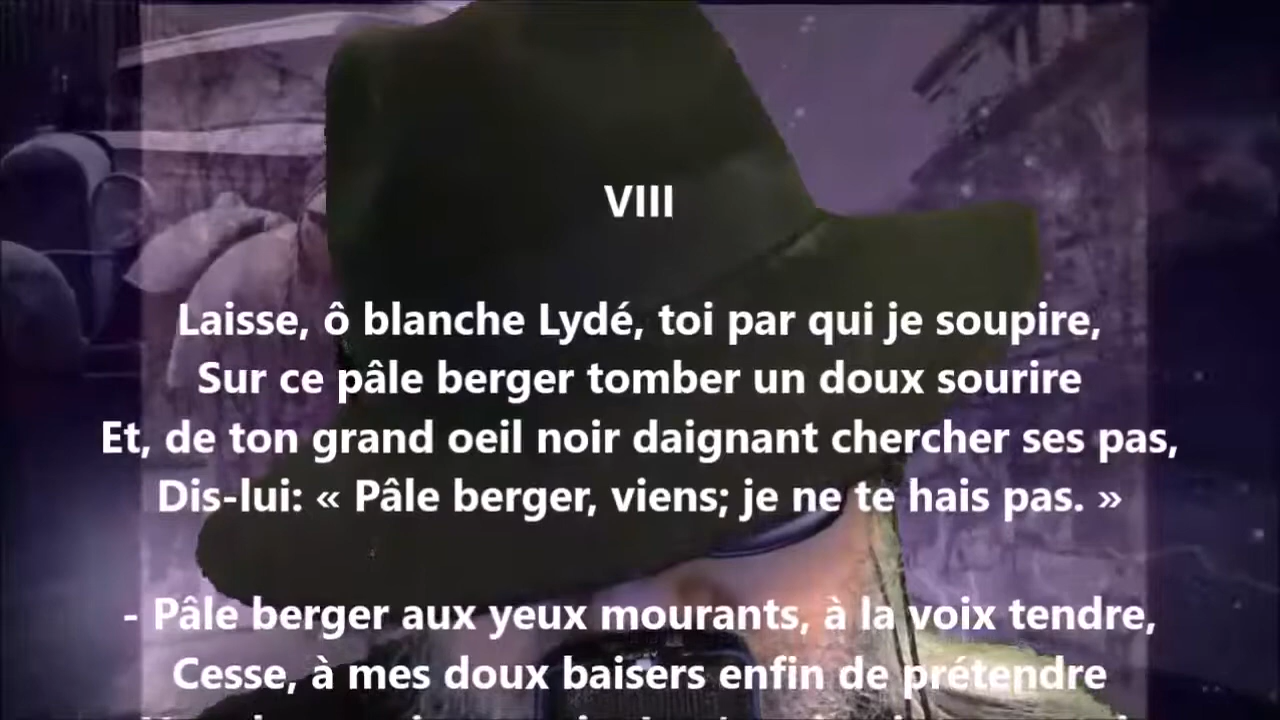 VIII
Laisse, ô blanche Lydé, toi par qui je soupire,
Sur ce pâle berger tomber un doux sourire
Et, de ton grand oeil noir daignant chercher ses pas,
Dis-lui: « Pâle berger, viens; je ne te hais pas. »
- Pâle berger aux yeux mourants, à la voix tendre,
Cesse, à mes doux baisers enfin de prétendre